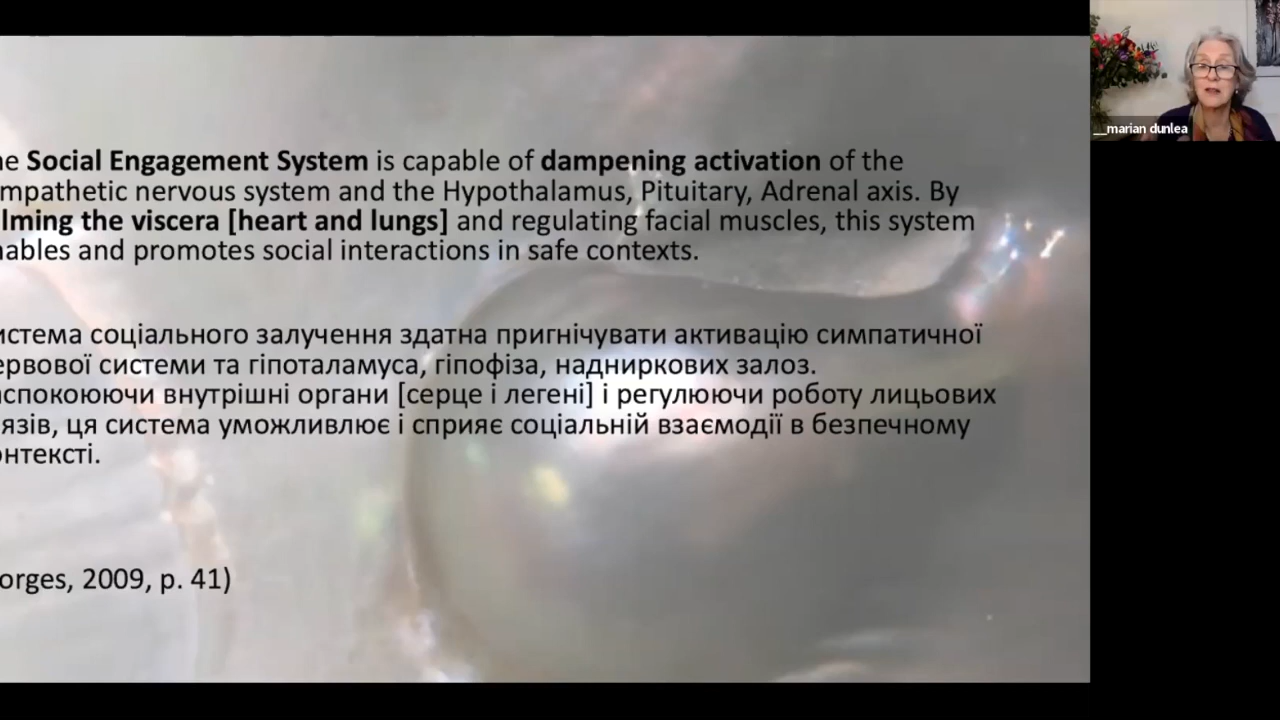 he Social Engagement System is capable of dampening activation of the
mpathetic nervous system and the Hypothalamus, Pituitary, Adrenal axis. By
lming the viscera [heart and lungs] and regulating facial muscles, this system
ables and promotes social interactions in safe contexts.
истема соціального залучення здатна пригнічувати активацію симпатичної
ервової системи та гіпоталамуса, гіпофіза, надниркових залоз.
аспокоюючи внутрішні органи [серце і легені] і регулюючи роботу лицьових
язів, ця система уможливлює і сприяє соціальній взаємодії в безпечному
онтексті.
orges, 2009, p. 41)
__marian dunlea